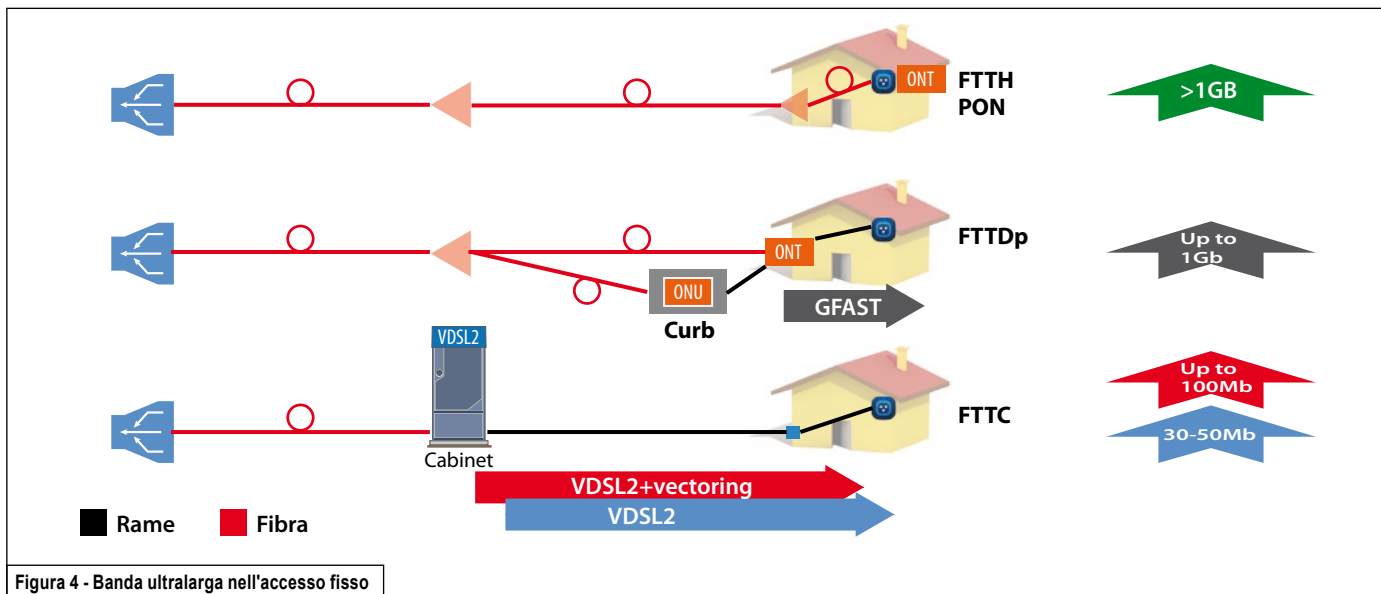 ONT
FTTH
PON
>1GB
ONT
FTTDp
Up to
1Gb
ONU
Curb
GFAST
VDSL2
Cabinet
FTTC
Up to
100Mb
30-50Mb
VDSL2+vectoring
VDSL2
Rame
Fibra
Figura 4 - Banda ultralarga nell'accesso fisso